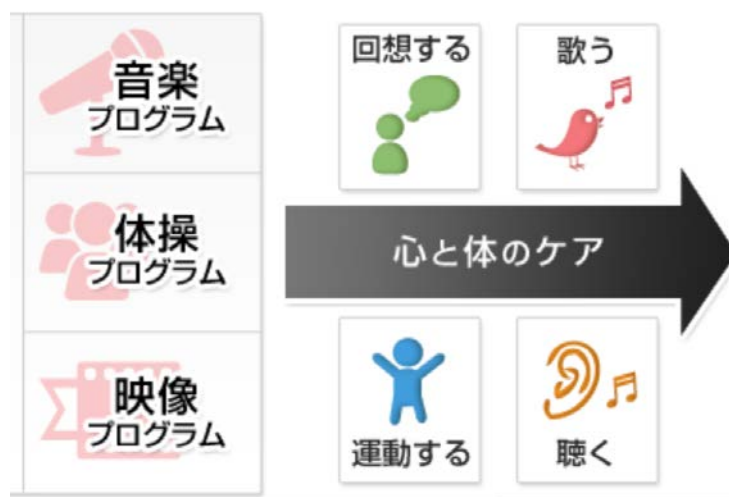 音楽
プログラム
体操
プログラム
映像
プログラム
回想する
歌う
心と体のケア
運動する
聴く